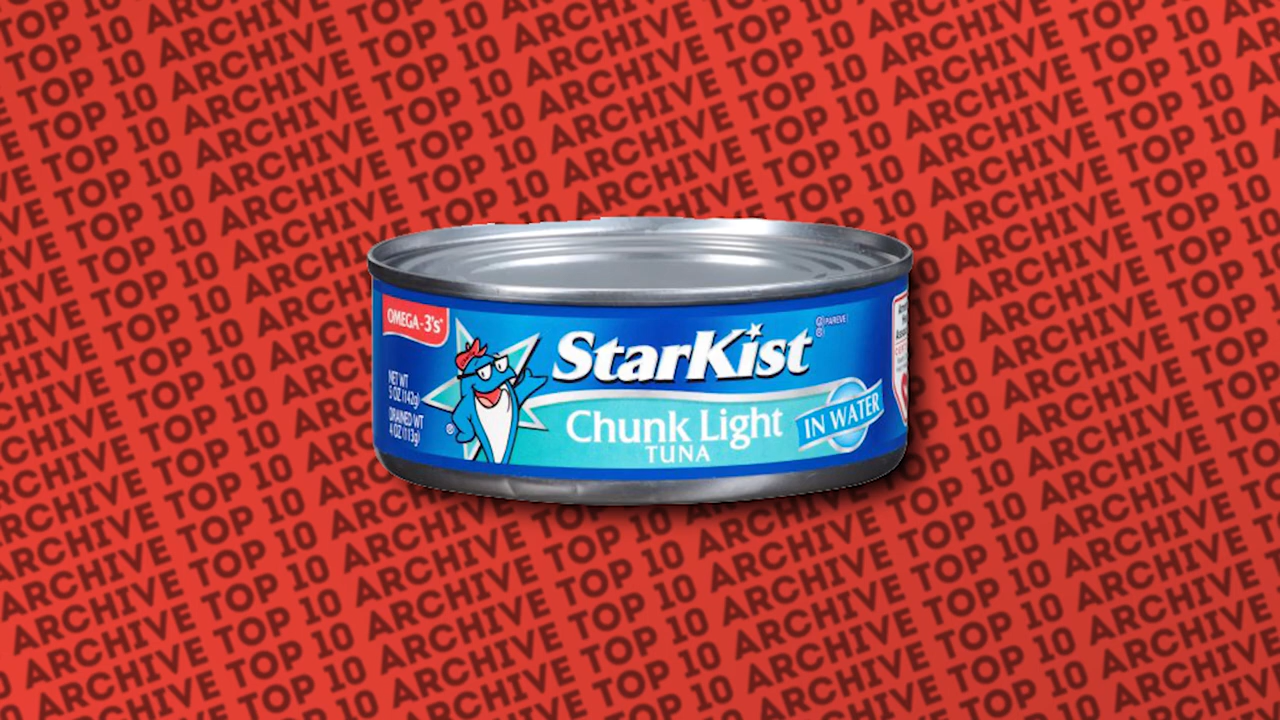 TOP 10 ARCHIVE
OMEGA-3's
StarKist
PAREVE
NET WT
5 OZ (142g)
DRAINED WT
4 OZ (113g)
Chunk Light
TUNA
IN WATER